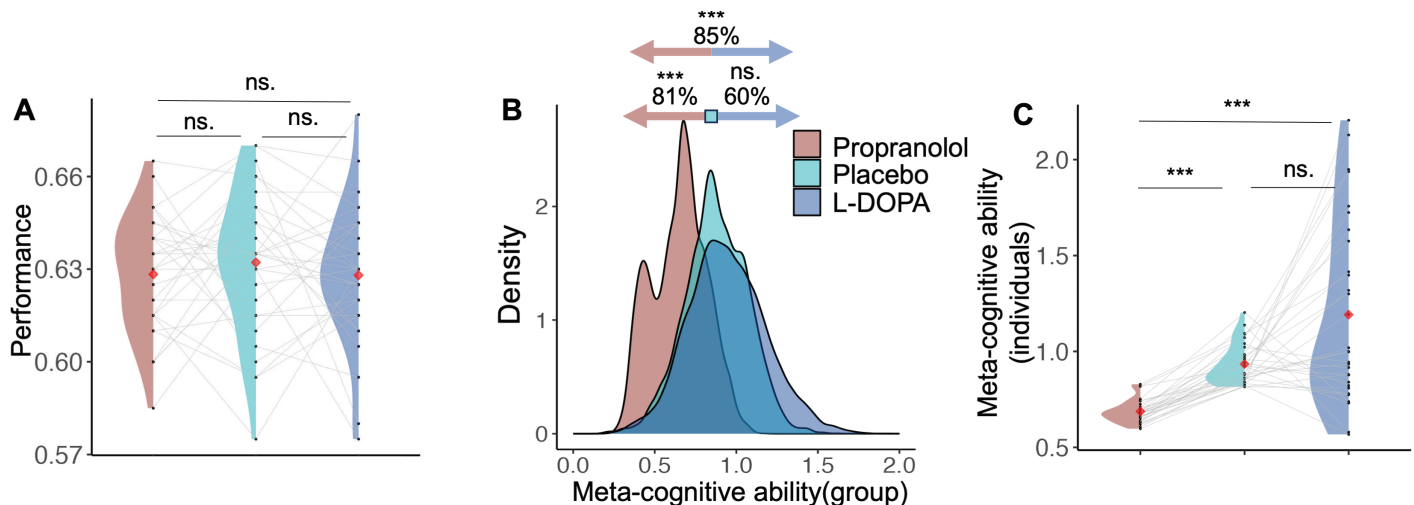 A
ns.
ns.
ns.
Performance
0.66
0.63
0.60
0.57
B
***
85%
***
81%
ns.
60%
Propranolol
Placebo
L-DOPA
Density
2
1
0
0.0
0.5
1.0
1.5
2.0
Meta-cognitive ability(group)
C
***
***
ns.
Meta-cognitive ability
(individuals)
2.0
1.5
1.0
0.5